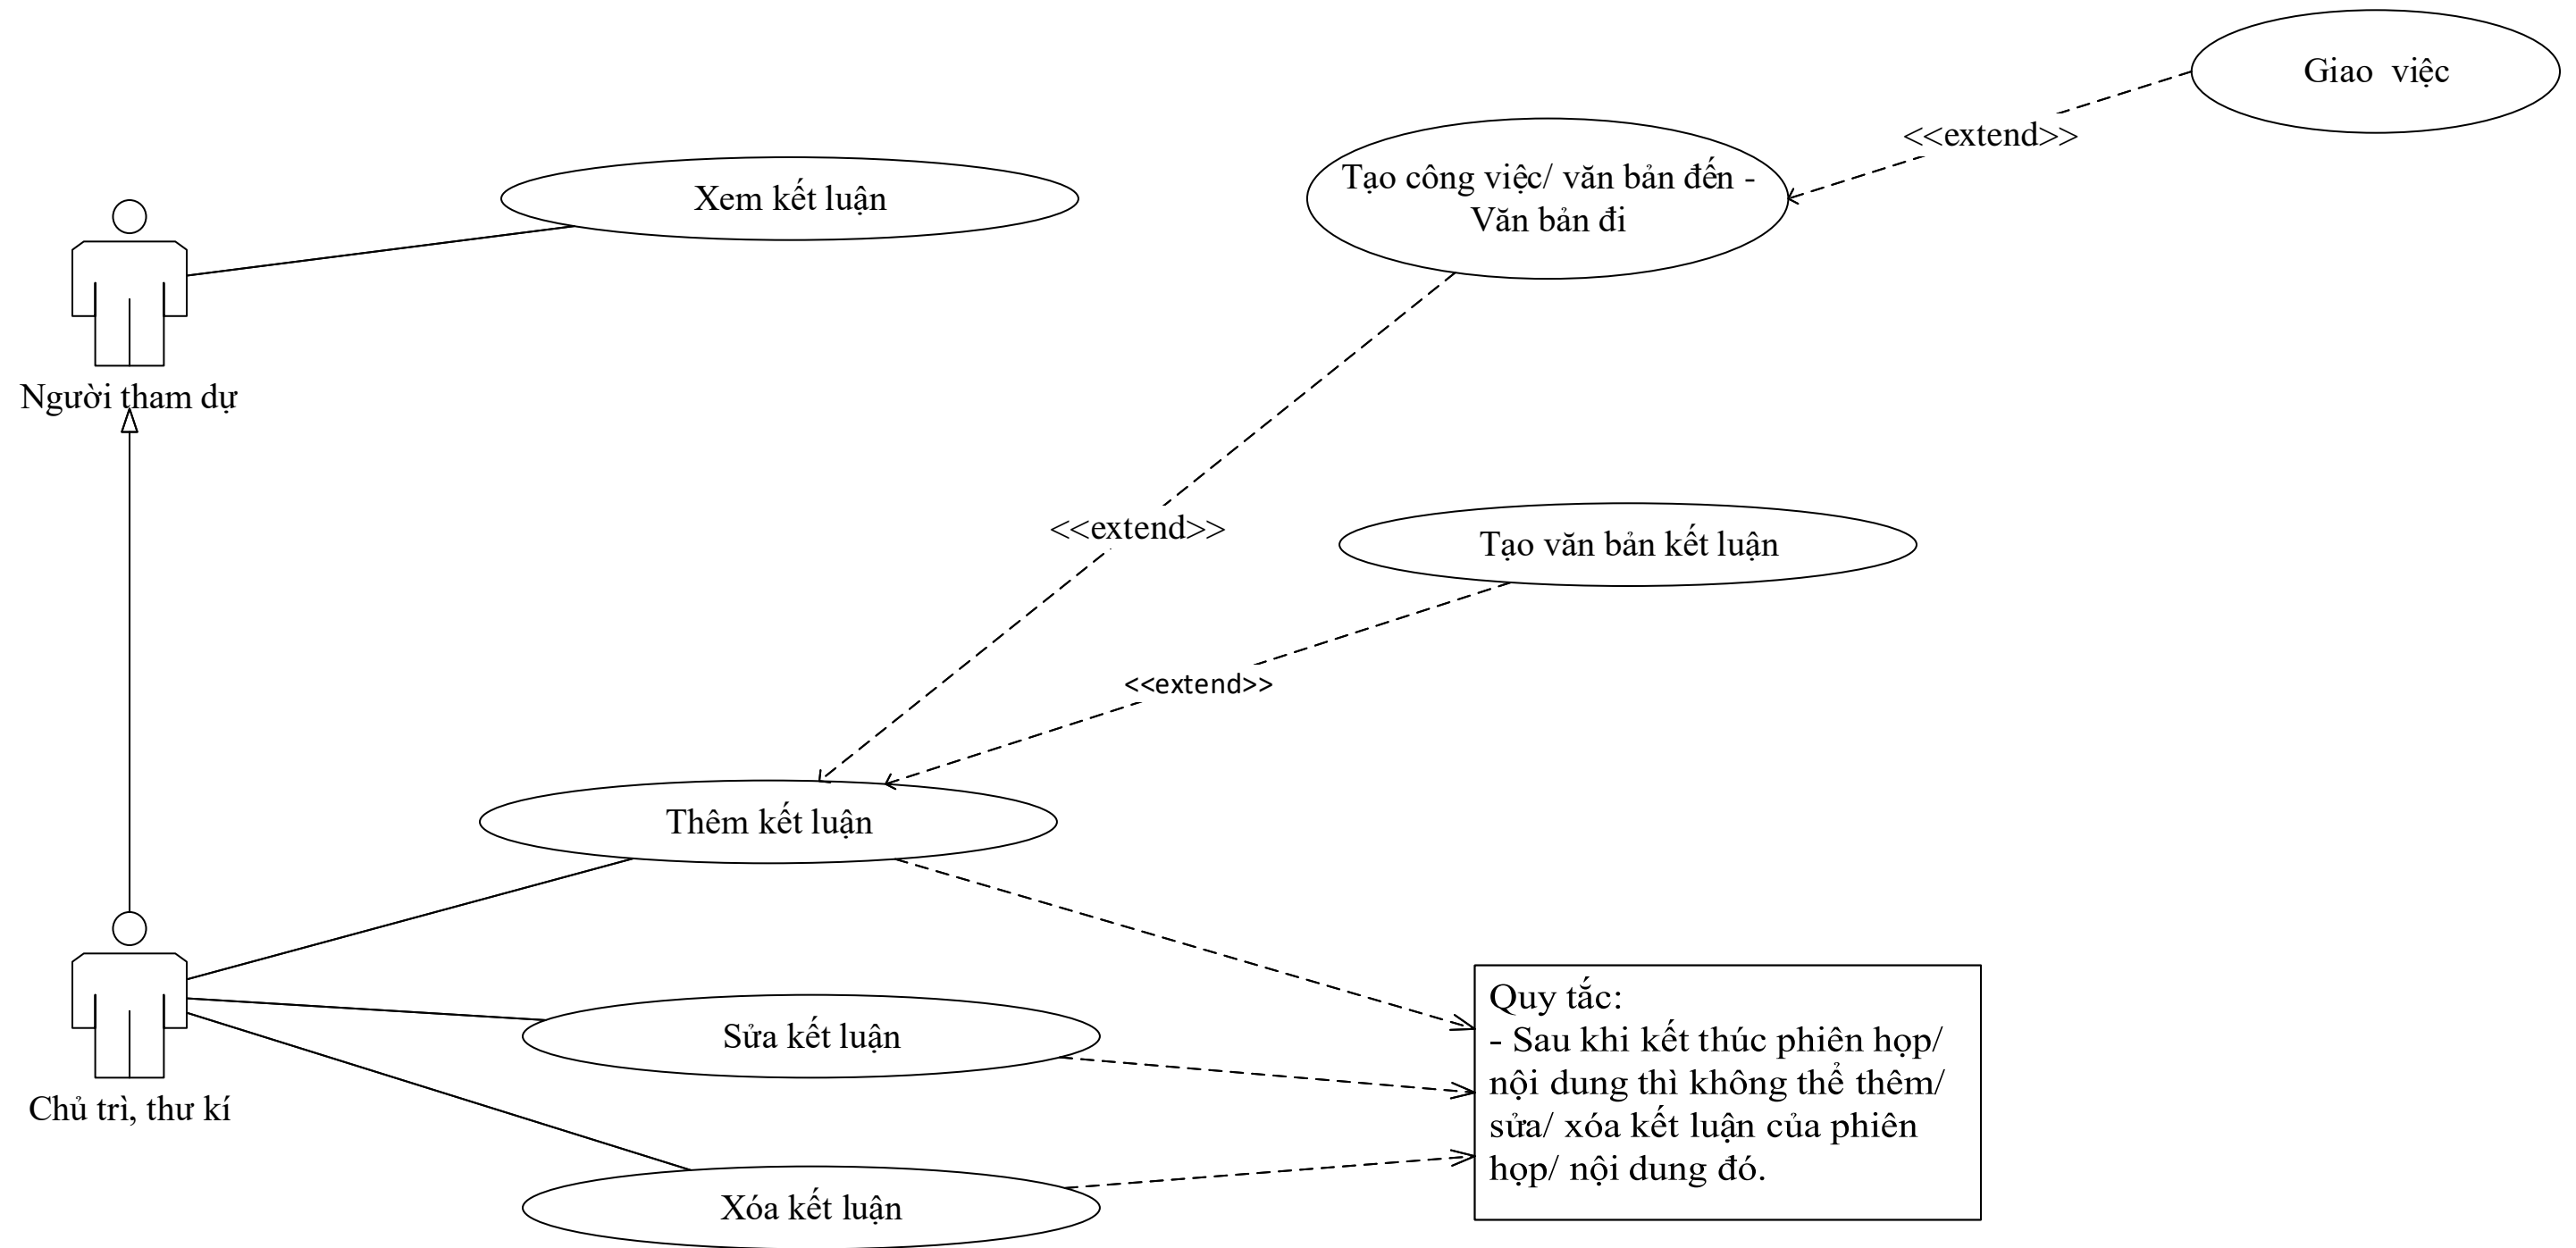 Giao  việc
<<extend>>
Tạo công việc/ văn bản đến -
Văn bản đi
Xem kết luận
Người tham dự
<<extend>>
Tạo văn bản kết luận
<<extend>>
Thêm kết luận
Quy tắc:
- Sau khi kết thúc phiên họp/
nội dung thì không thể thêm/
sửa/ xóa kết luận của phiên
họp/ nội dung đó.
Sửa kết luận
Chủ trì, thư kí
Xóa kết luận